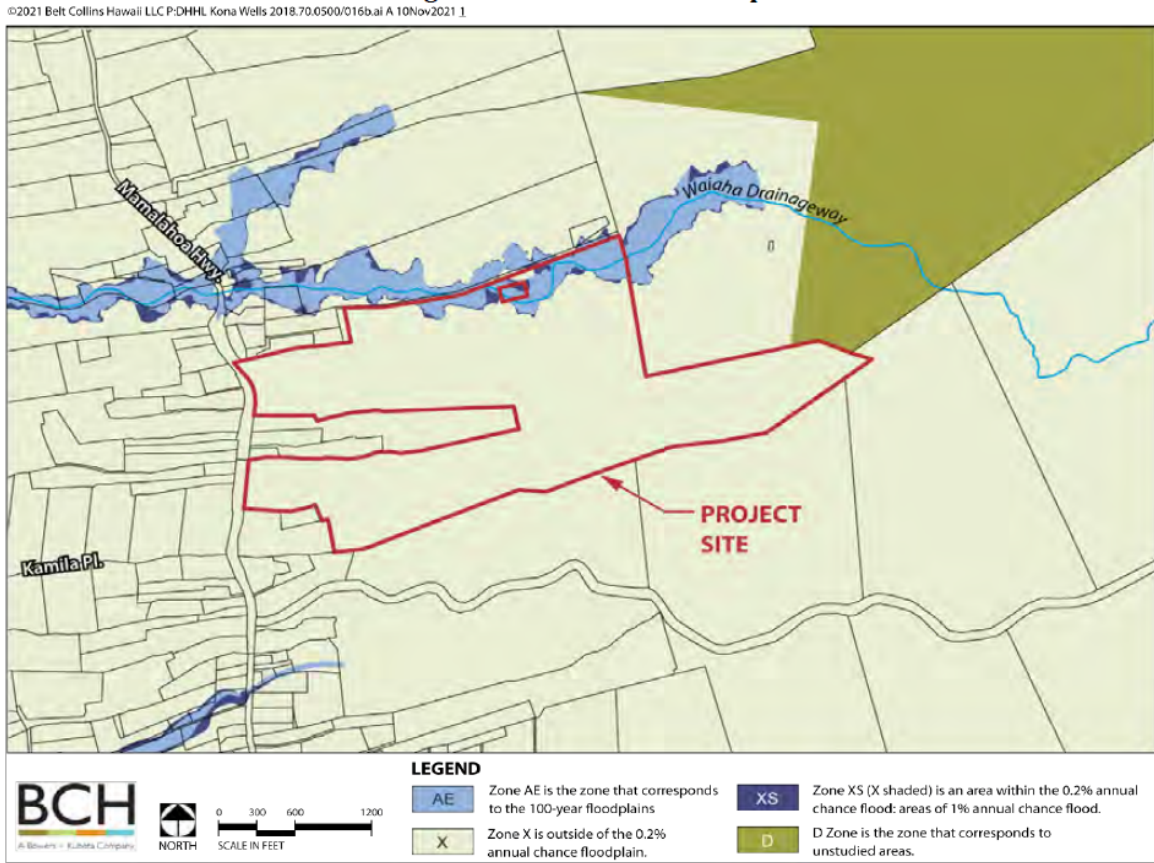 ©2021 Belt Collins Hawaii LLC P:DHHL Kona Wells 2018.70.0500/016b.ai A 10Nov2021 1
Waiaha Drainageway
Mamalahoa Hwy.
PROJECT
SITE
Kamila Pl.
LEGEND
BCH
A Bowers + Kubota Company
NORTH
0 300 600 1200
SCALE IN FEET
AE
Zone AE is the zone that corresponds
to the 100-year floodplains
X
Zone X is outside of the 0.2%
annual chance floodplain.
XS
Zone XS (X shaded) is an area within the 0.2% annual
chance flood: areas of 1% annual chance flood.
D
D Zone is the zone that corresponds to
unstudied areas.